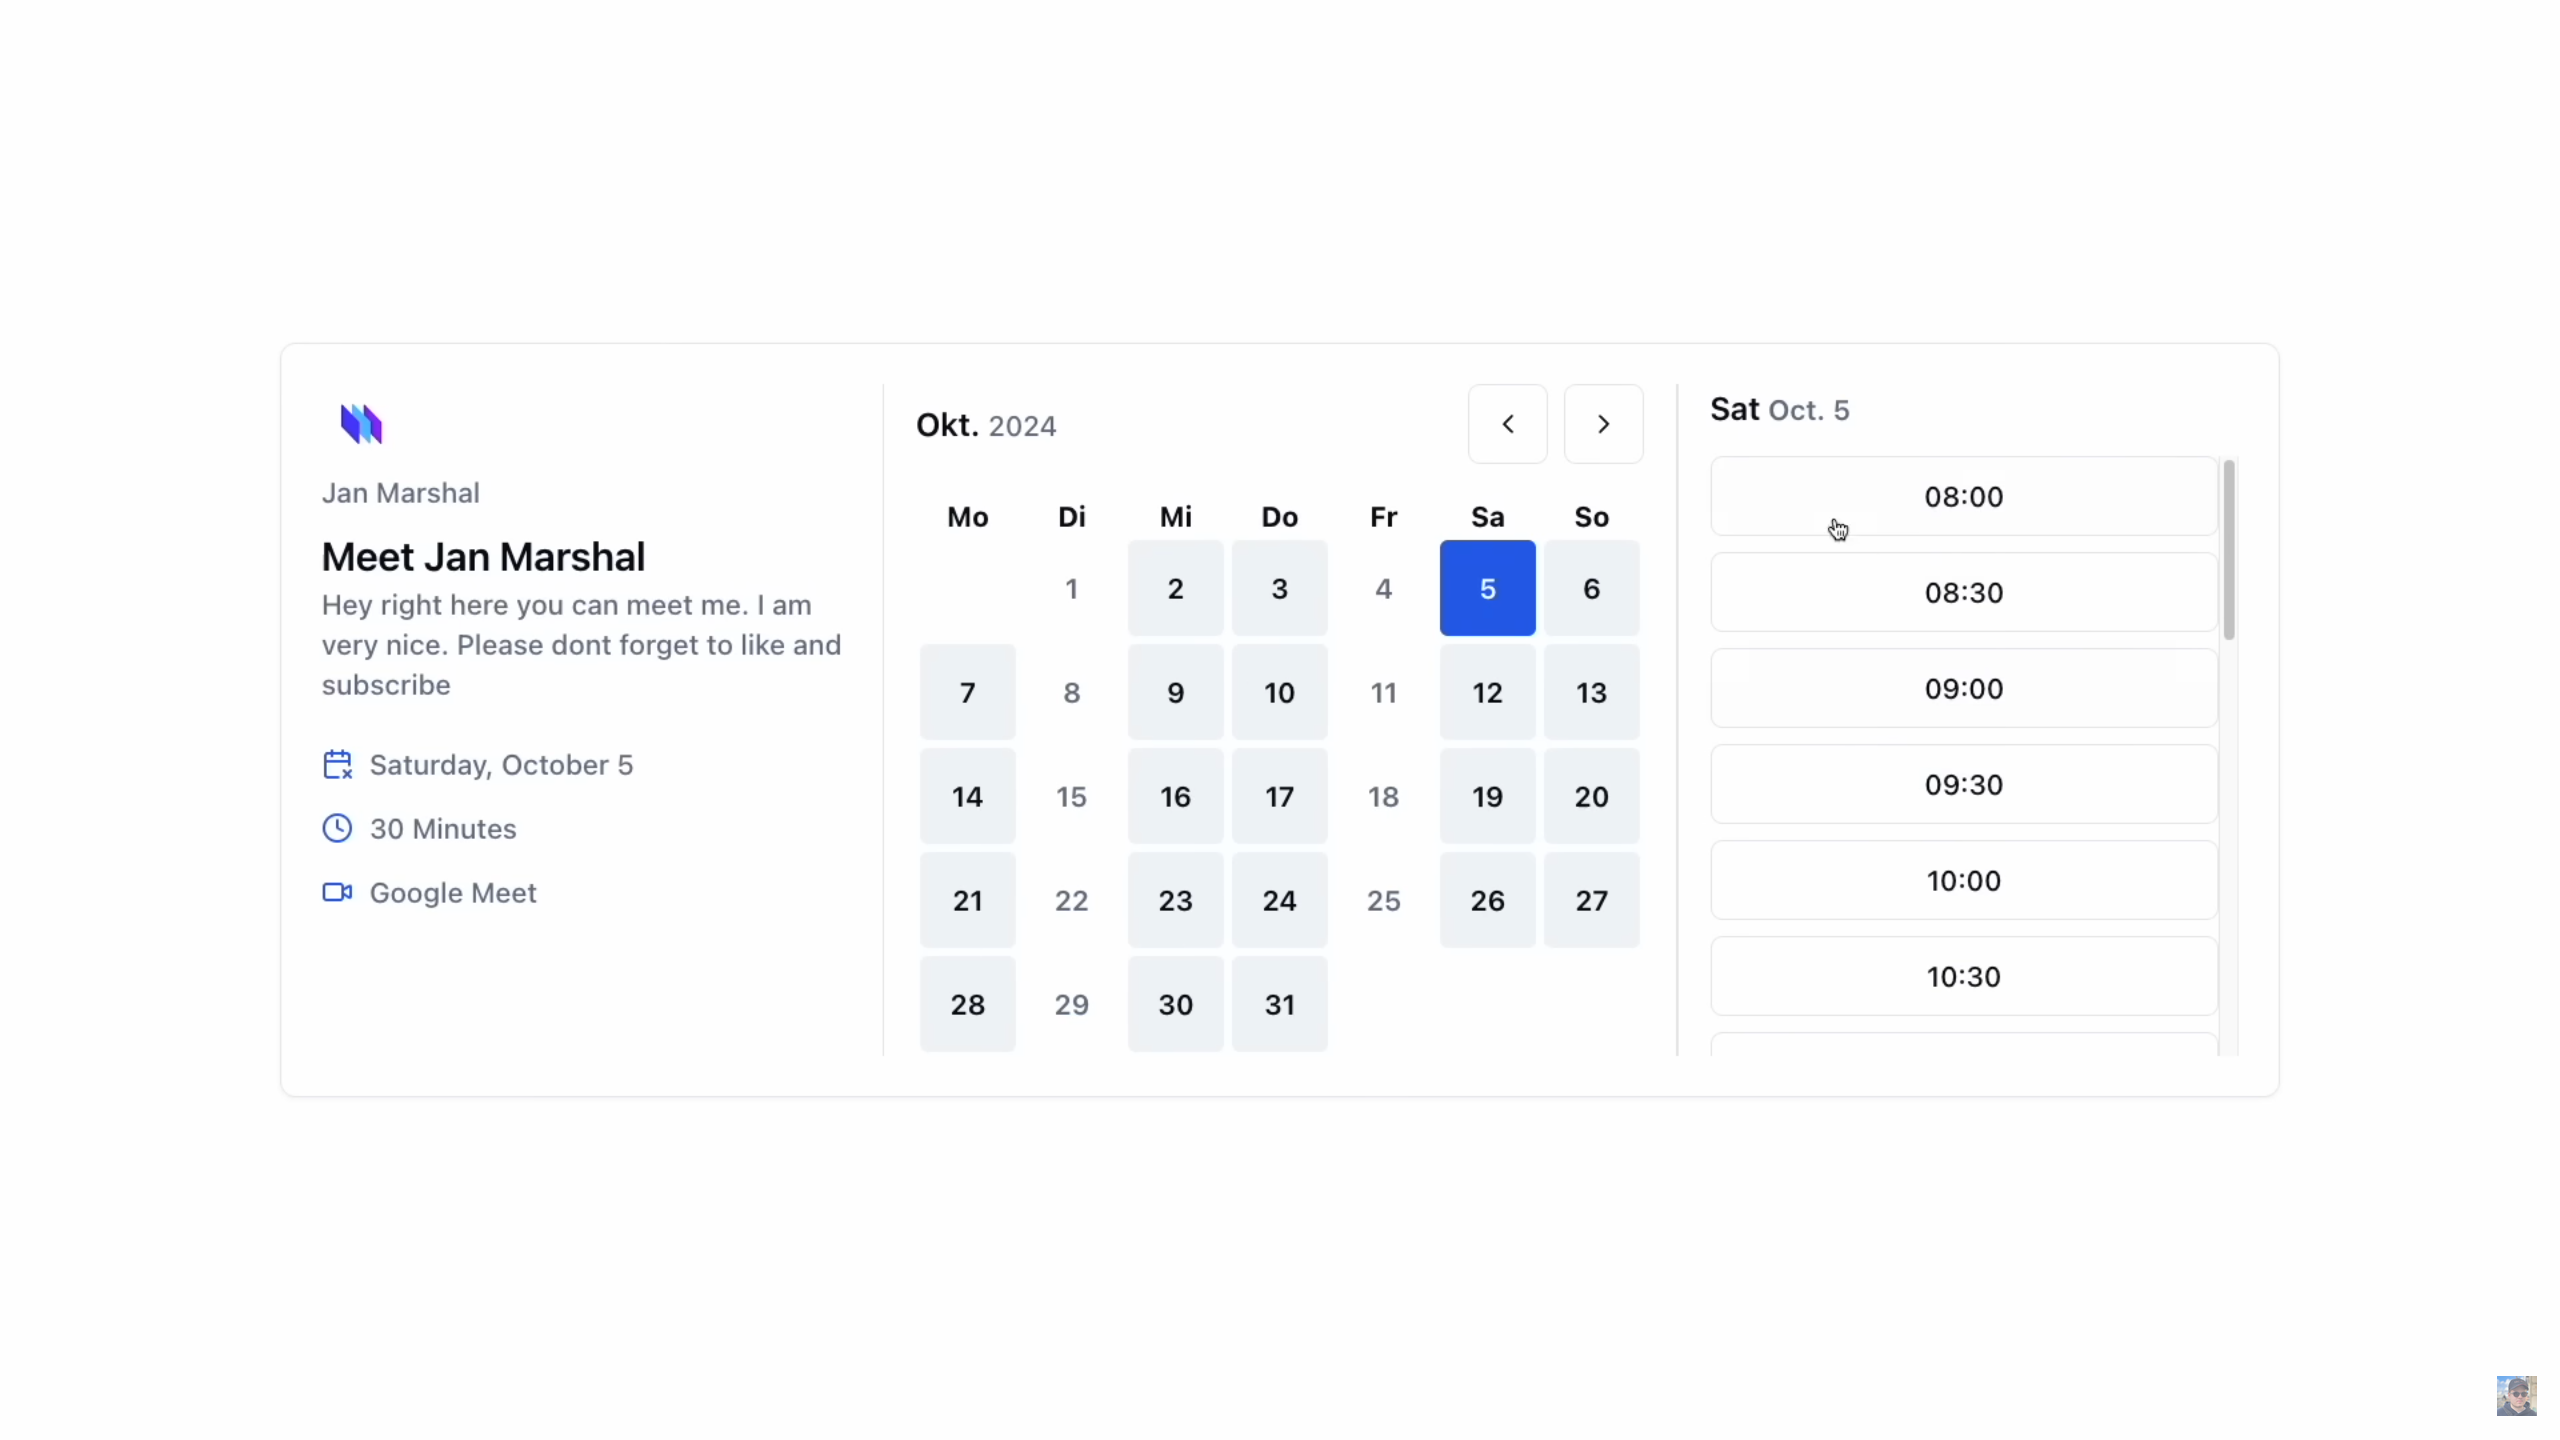 Jan Marshal
Meet Jan Marshal
Hey right here you can meet me. I am
very nice. Please dont forget to like and
subscribe
Saturday, October 5
30 Minutes
Google Meet
Okt. 2024
Mo Di Mi Do Fr Sa So
1 2 3 4 5 6
7 8 9 10 11 12 13
14 15 16 17 18 19 20
21 22 23 24 25 26 27
28 29 30 31
Sat Oct. 5
08:00
08:30
09:00
09:30
10:00
10:30